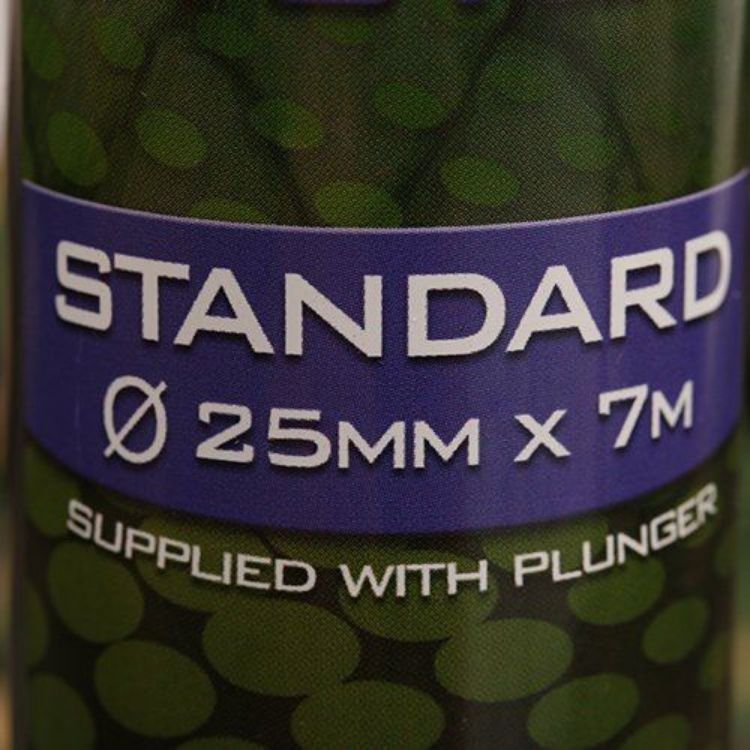 STANDARD
Ø 25MM X 7M
SUPPLIED WITH PLUNGER